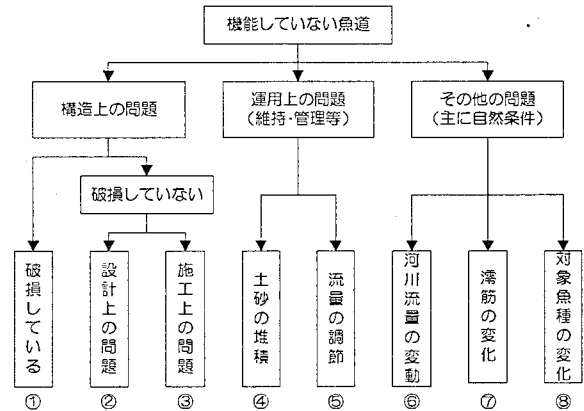 機能していない魚道
構造上の問題
運用上の問題
(維持・管理等)
その他の問題
(主に自然条件)
破損していない
破損している
設計上の問題
施工上の問題
土砂の堆積
流量の調節
河川流量の変動
澪筋の変化
対象魚種の変化
① ② ③ ④ ⑤ ⑥ ⑦ ⑧